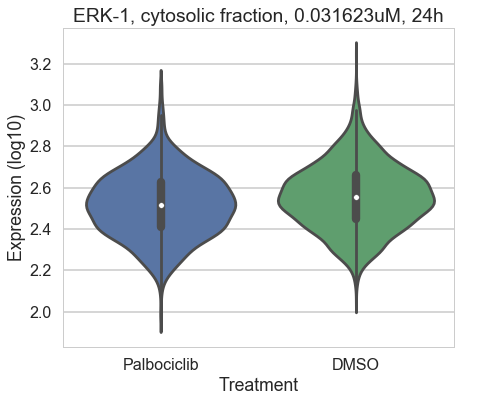 ERK-1, cytosolic fraction, 0.031623uM, 24h
Expression (log10)
3.2
3.0
2.8
2.6
2.4
2.2
2.0
Palbociclib DMSO
Treatment